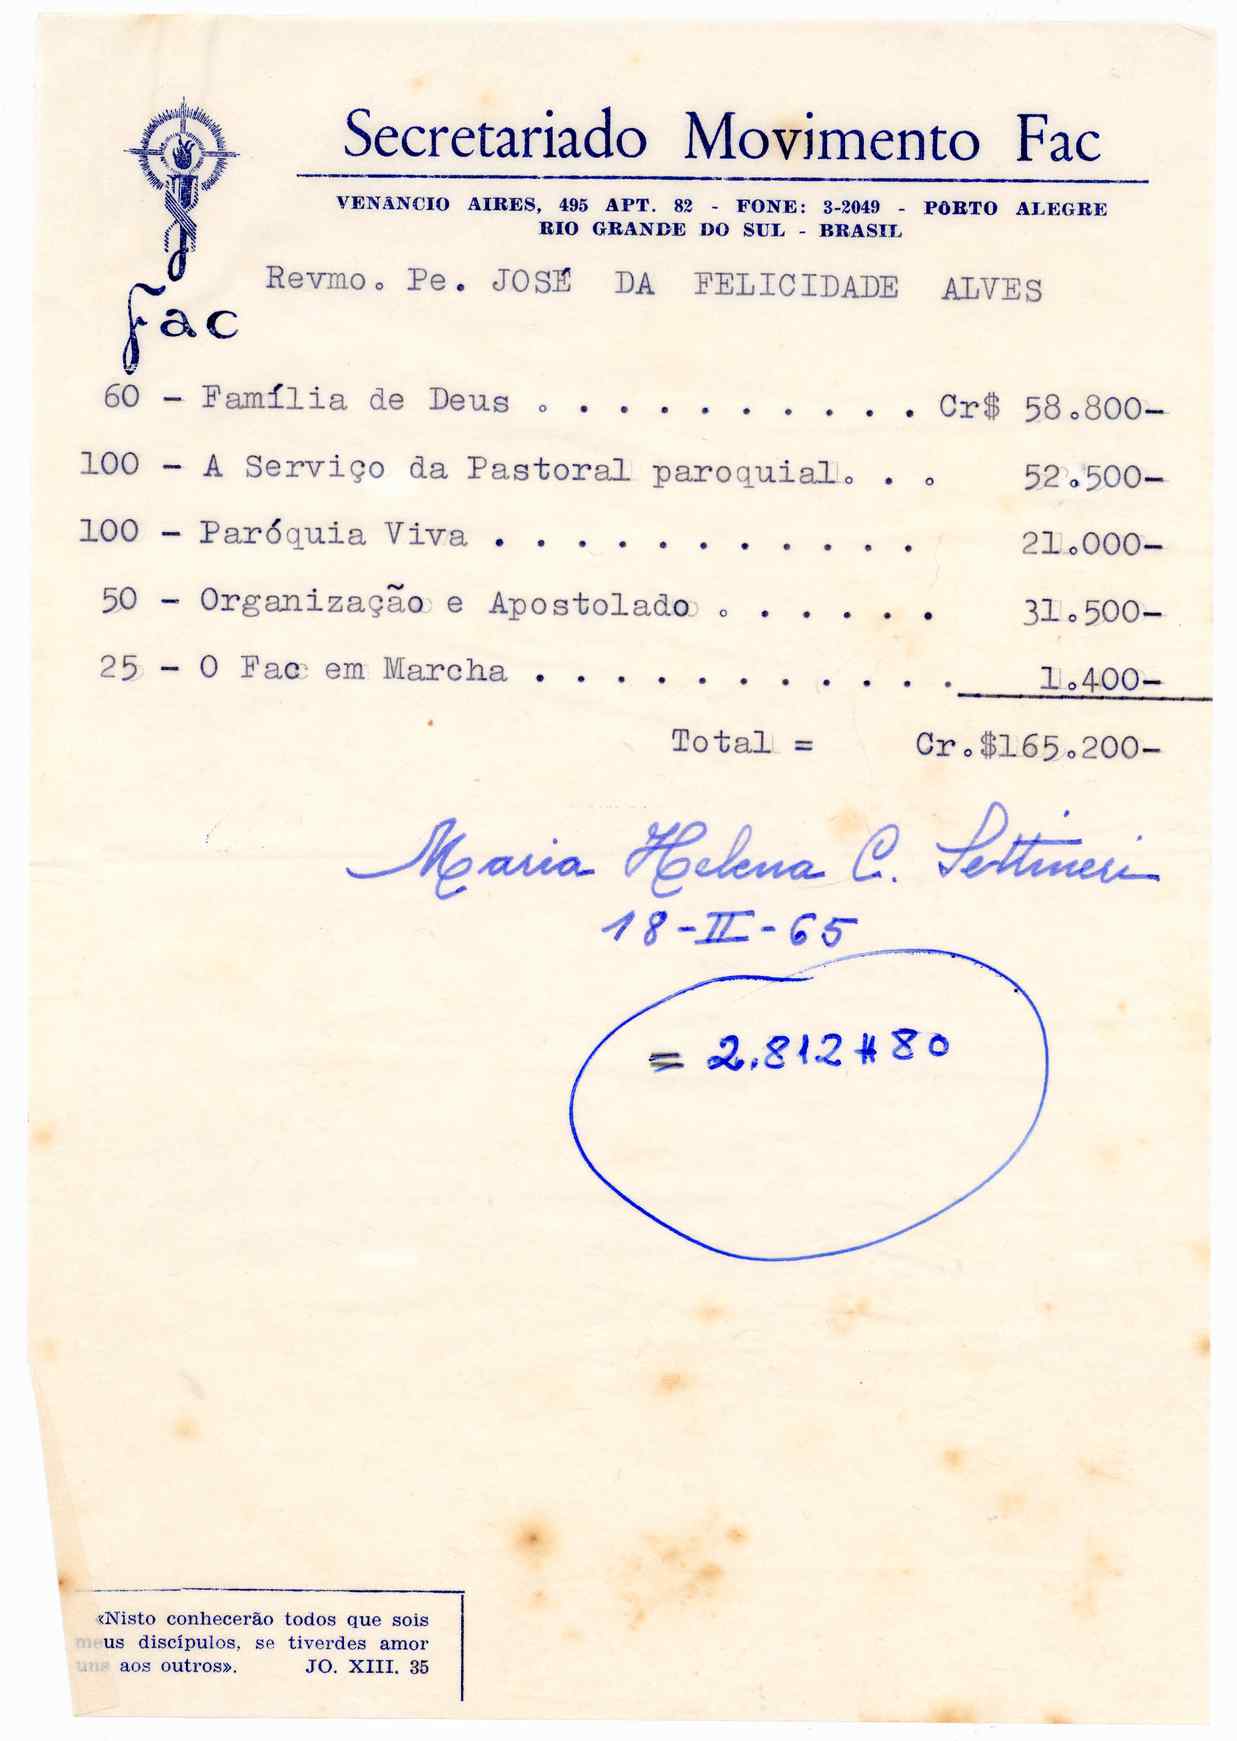 Secretariado Movimento Fac
VENÂNCIO AIRES, 495 APT. 82 - FONE: 3-2049 - PÔRTO ALEGRE
RIO GRANDE DO SUL - BRASIL
Revmo. Pe. JOSÉ DA FELICIDADE ALVES
Fac
60 - Família de Deus . . . . . . . . . . Cr$ 58.800-
100 - A Serviço da Pastoral paroquial. . . 52.500-
100 - Paróquia Viva . . . . . . . . . . . 21.000-
50 - Organização e Apostolado . . . . . . 31.500-
25 - O Fac em Marcha . . . . . . . . . . . 1.400-
Total = Cr.$165.200-
Maria Helena C. Settineri
18-II-65
= 2.812#80
«Nisto conhecerão todos que sois
meus discípulos, se tiverdes amor
uns aos outros». JO. XIII. 35